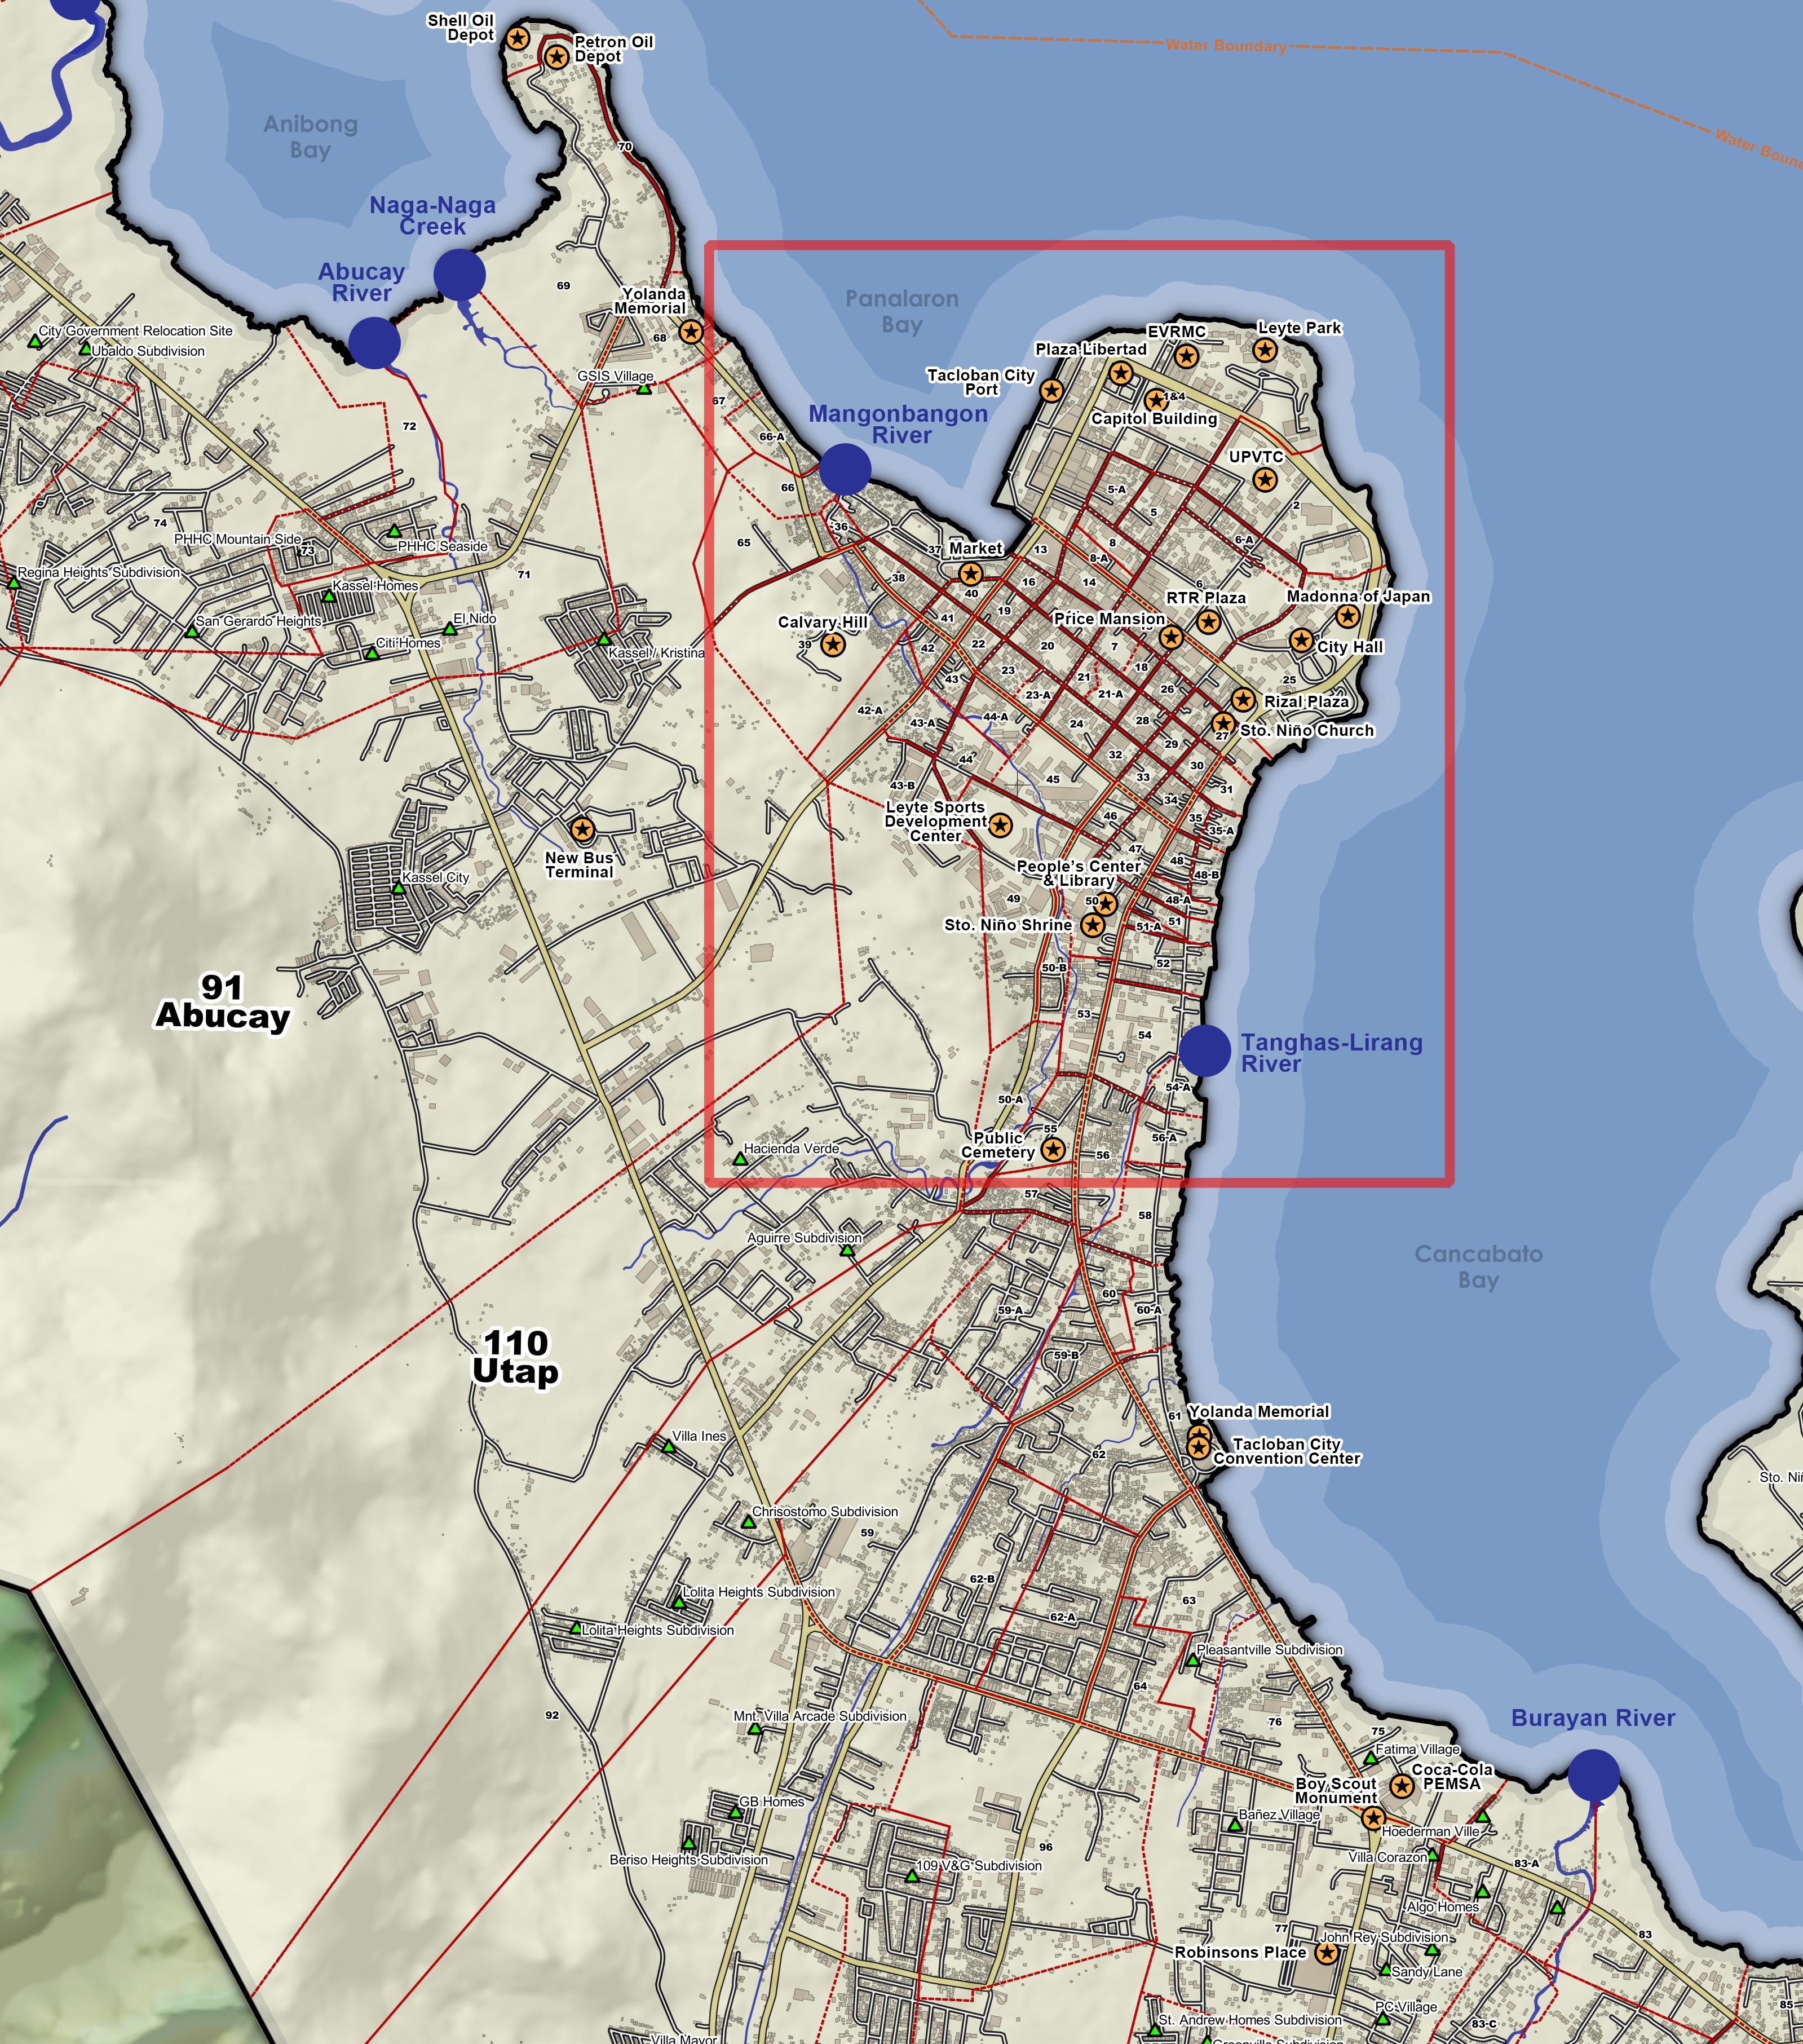 Shell Oil
Depot
Petron Oil
Depot
Water Boundary
Water Boun
Anibong
Bay
70
Naga-Naga
Creek
Abucay
River
69
Yolanda
Memorial
68
Panalaron
Bay
City Government Relocation Site
Ubaldo Subdivision
GSIS Village
67
EVRMC
Leyte Park
Plaza Libertad
Tacloban City
Port
1&4
Capitol Building
Mangonbangon
River
72
66-A
UPVTC
66
5-A
5
2
74
PHHC Mountain Side
73
PHHC Seaside
36
65
37
Market
13
8
8-A
6-A
Regina Heights Subdivision
Kassel Homes
71
38
40
16
14
6
RTR Plaza
Madonna of Japan
San Gerardo Heights
El Nido
Calvary Hill
41
19
Price Mansion
Citi Homes
Kassel / Kristina
39
42
22
20
7
City Hall
43
23
18
21
25
23-A
21-A
26
Rizal Plaza
42-A
43-A
44-A
24
28
27
Sto. Niño Church
44
32
29
30
43-B
45
33
31
Leyte Sports
Development
Center
34
46
35
35-A
New Bus
Terminal
47
48
People's Center
& Library
48-B
Kassel City
49
50
48-A
Sto. Niño Shrine
51-A
51
52
50-B
91
Abucay
53
54
Tanghas-Lirang
River
54-A
50-A
55
56-A
Public
Cemetery
Hacienda Verde
56
57
58
Aguirre Subdivision
Cancabato
Bay
60
59-A
60-A
110
Utap
59-B
61
Yolanda Memorial
Villa Ines
Tacloban City
Convention Center
62
Sto. Niñ
Chrisostomo Subdivision
59
62-B
Lolita Heights Subdivision
63
62-A
Lolita Heights Subdivision
Pleasantville Subdivision
64
92
Mnt. Villa Arcade Subdivision
76
75
Burayan River
Fatima Village
Coca-Cola
PEMSA
Boy Scout
Monument
GB Homes
Bañez Village
Hoederman Ville
96
Villa Corazon
Beriso Heights Subdivision
109 V&G Subdivision
83-A
Algo Homes
77
John Rey Subdivision
83
Robinsons Place
Sandy Lane
PC Village
85
St. Andrew Homes Subdivision
83-C
Villa Mayor